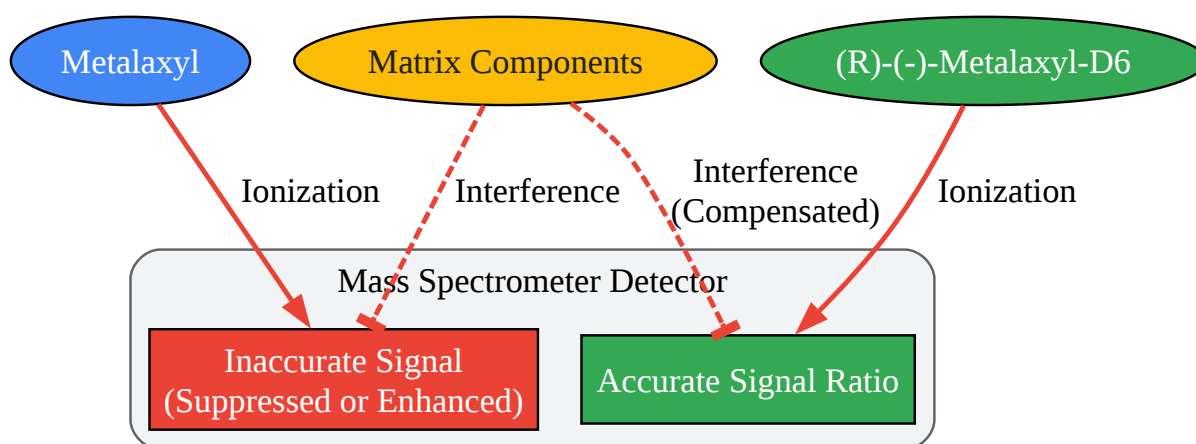 Metalaxyl
Matrix Components
(R)-(-)-Metalaxyl-D6
Ionization
Interference
Interference
(Compensated)
Ionization
Mass Spectrometer Detector
Inaccurate Signal
(Suppressed or Enhanced)
Accurate Signal Ratio